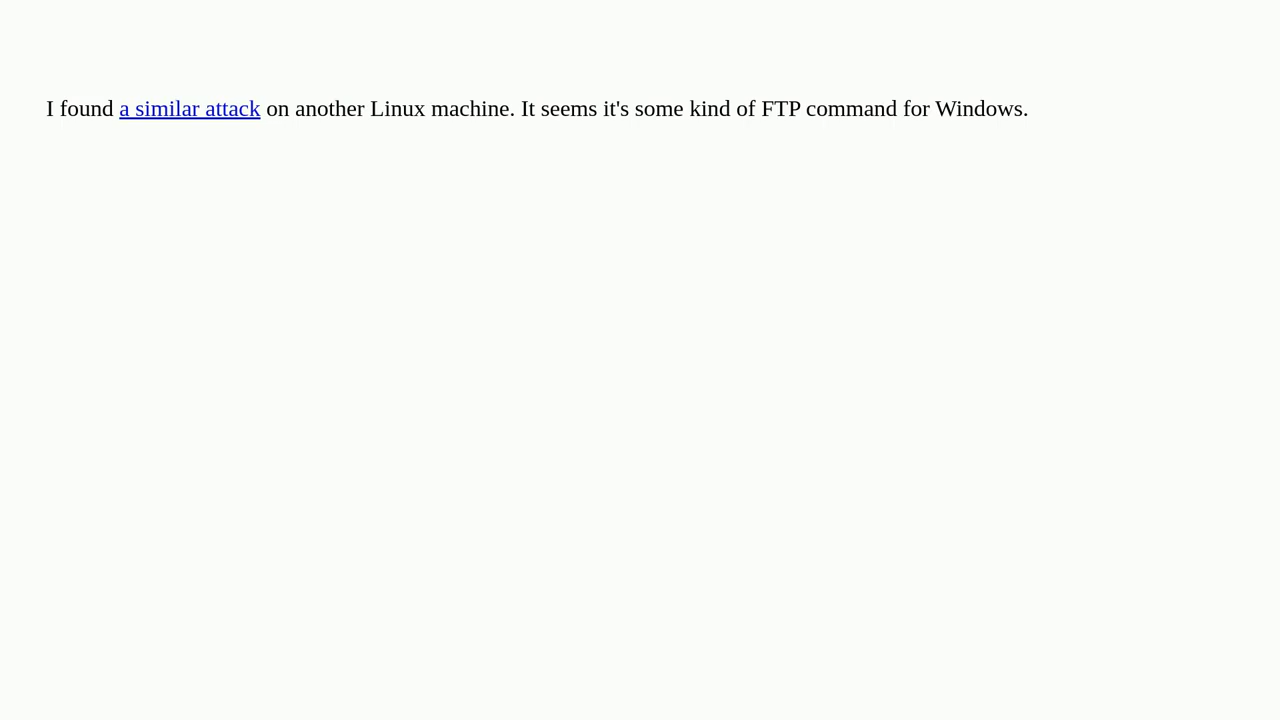 I found a similar attack on another Linux machine. It seems it's some kind of FTP command for Windows.